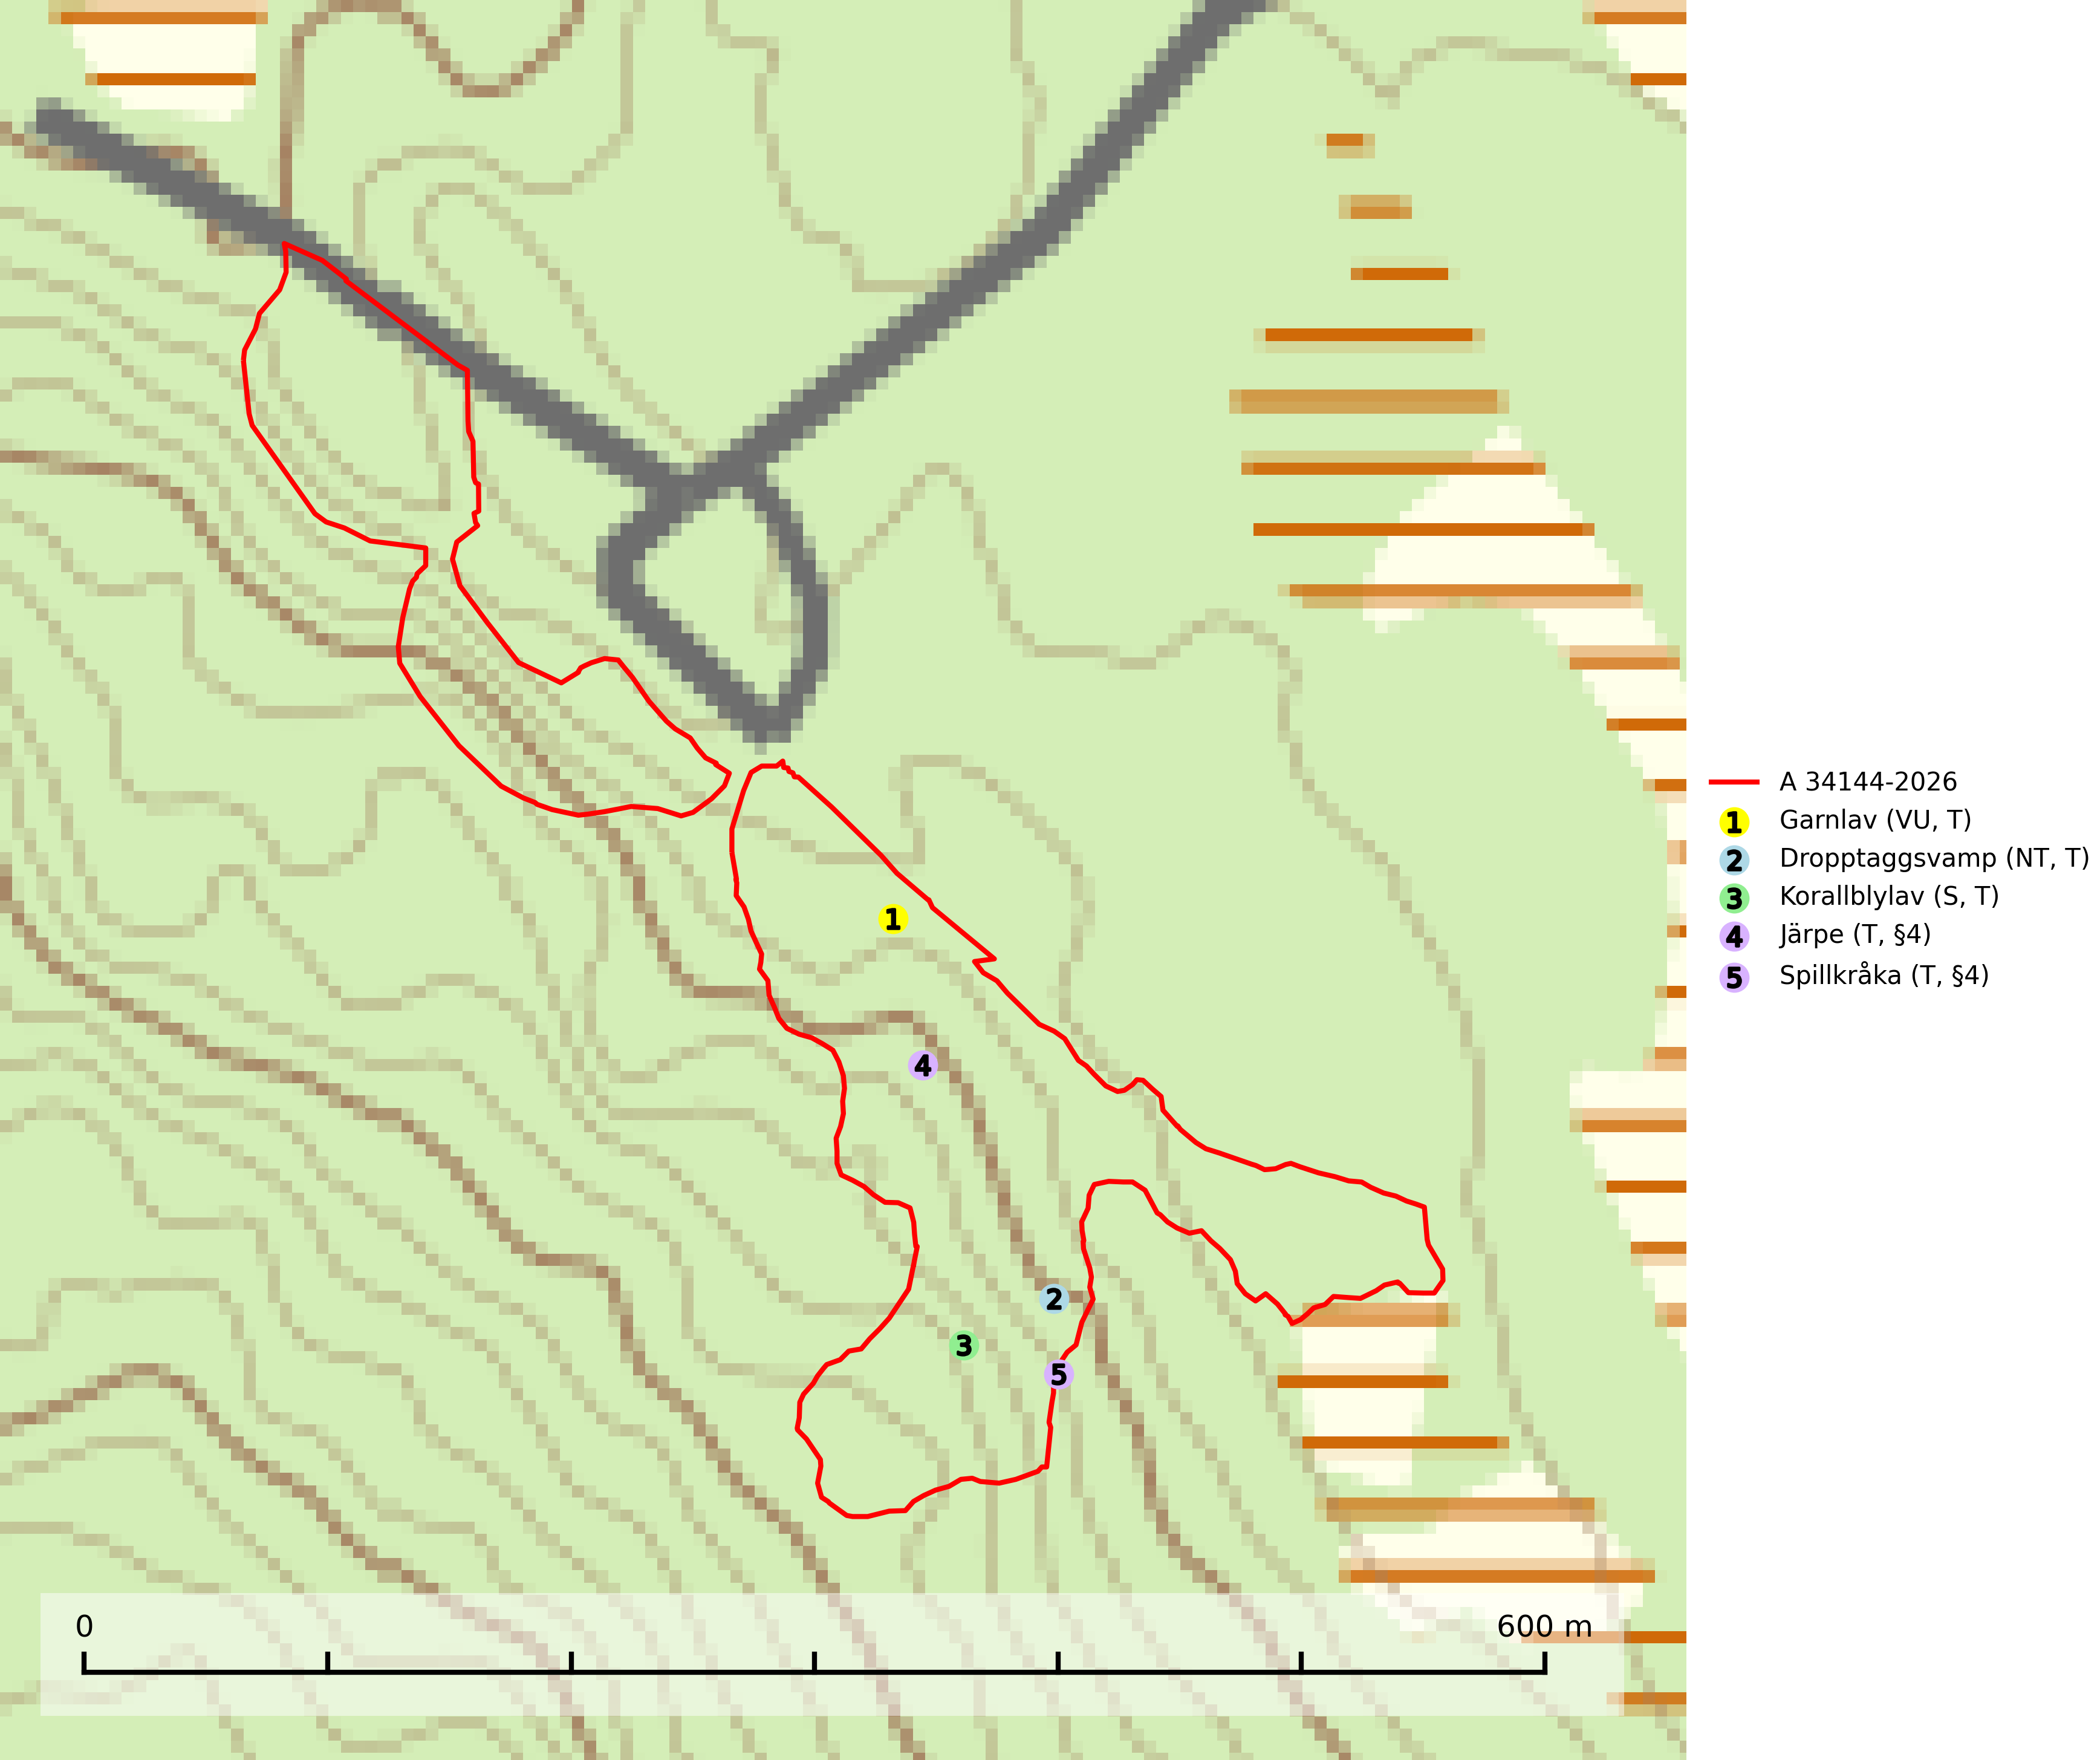 A 34144-2026
1 Garnlav (VU, T)
2 Dropptaggsvamp (NT, T)
3 Korallblylav (S, T)
4 Järpe (T, §4)
5 Spillkråka (T, §4)
1
4
2
3
5
0 600 m